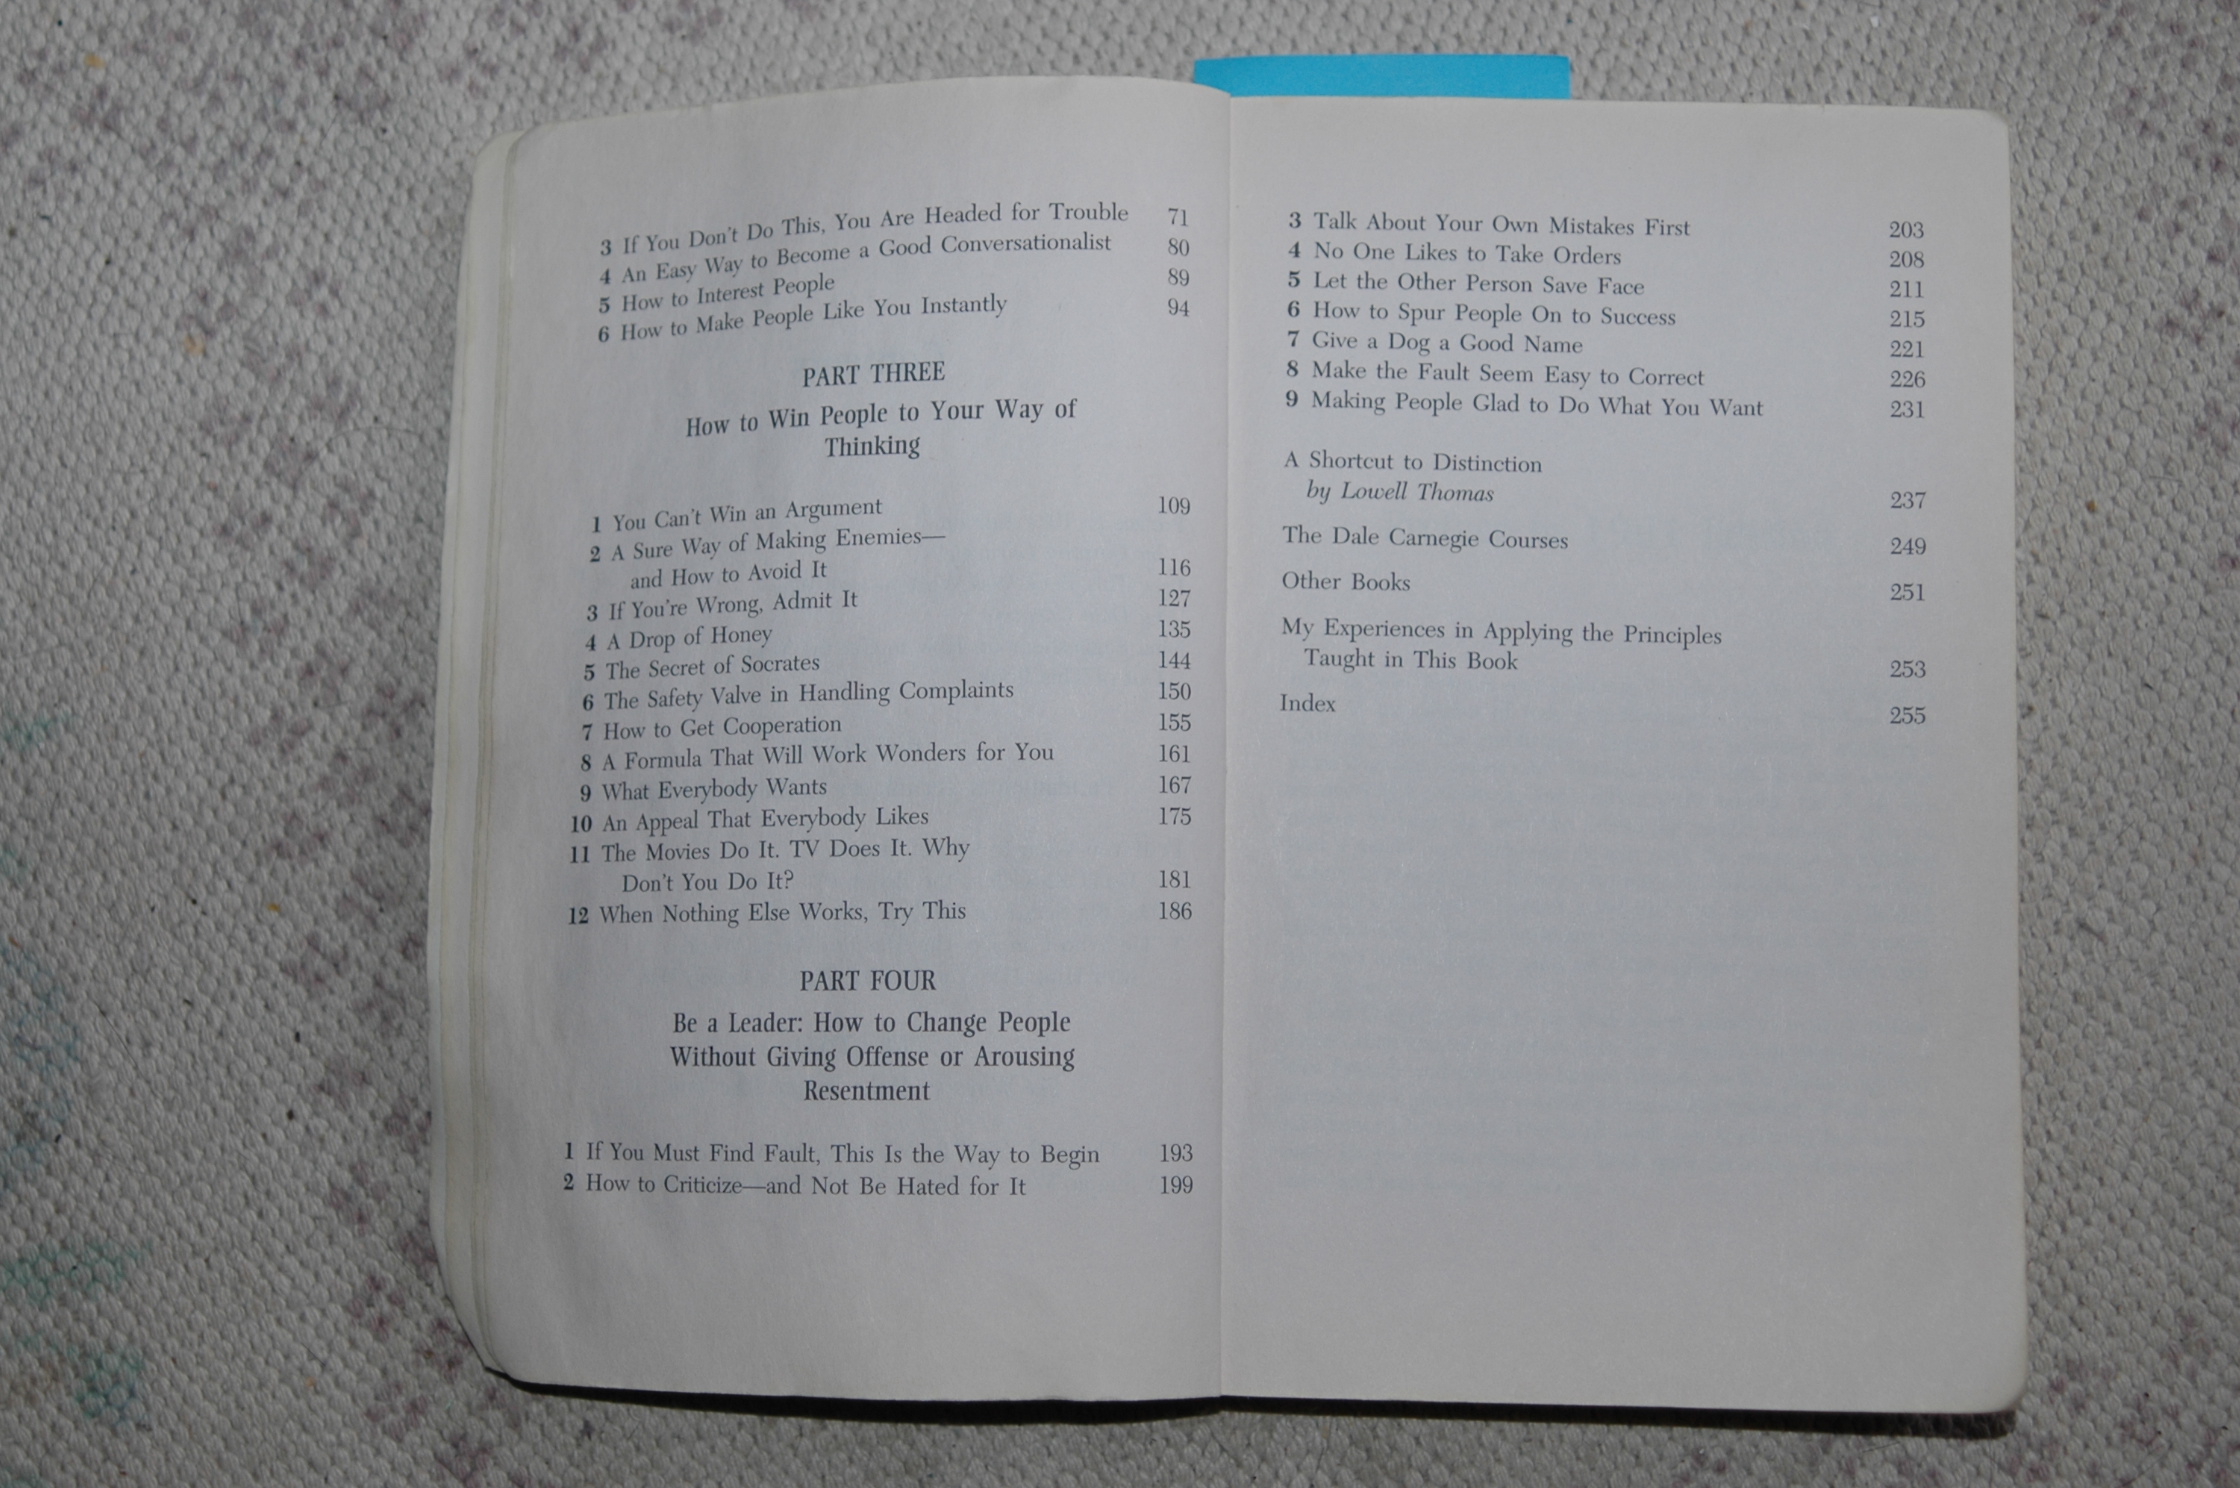 3 If You Don't Do This, You Are Headed for Trouble 71
4 An Easy Way to Become a Good Conversationalist 80
5 How to Interest People 89
6 How to Make People Like You Instantly 94
PART THREE
How to Win People to Your Way of
Thinking
1 You Can't Win an Argument 109
2 A Sure Way of Making Enemies—
and How to Avoid It 116
3 If You're Wrong, Admit It 127
4 A Drop of Honey 135
5 The Secret of Socrates 144
6 The Safety Valve in Handling Complaints 150
7 How to Get Cooperation 155
8 A Formula That Will Work Wonders for You 161
9 What Everybody Wants 167
10 An Appeal That Everybody Likes 175
11 The Movies Do It. TV Does It. Why
Don't You Do It? 181
12 When Nothing Else Works, Try This 186
PART FOUR
Be a Leader: How to Change People
Without Giving Offense or Arousing
Resentment
1 If You Must Find Fault, This Is the Way to Begin 193
2 How to Criticize—and Not Be Hated for It 199
3 Talk About Your Own Mistakes First 203
4 No One Likes to Take Orders 208
5 Let the Other Person Save Face 211
6 How to Spur People On to Success 215
7 Give a Dog a Good Name 221
8 Make the Fault Seem Easy to Correct 226
9 Making People Glad to Do What You Want 231
A Shortcut to Distinction
by Lowell Thomas 237
The Dale Carnegie Courses 249
Other Books 251
My Experiences in Applying the Principles
Taught in This Book 253
Index 255